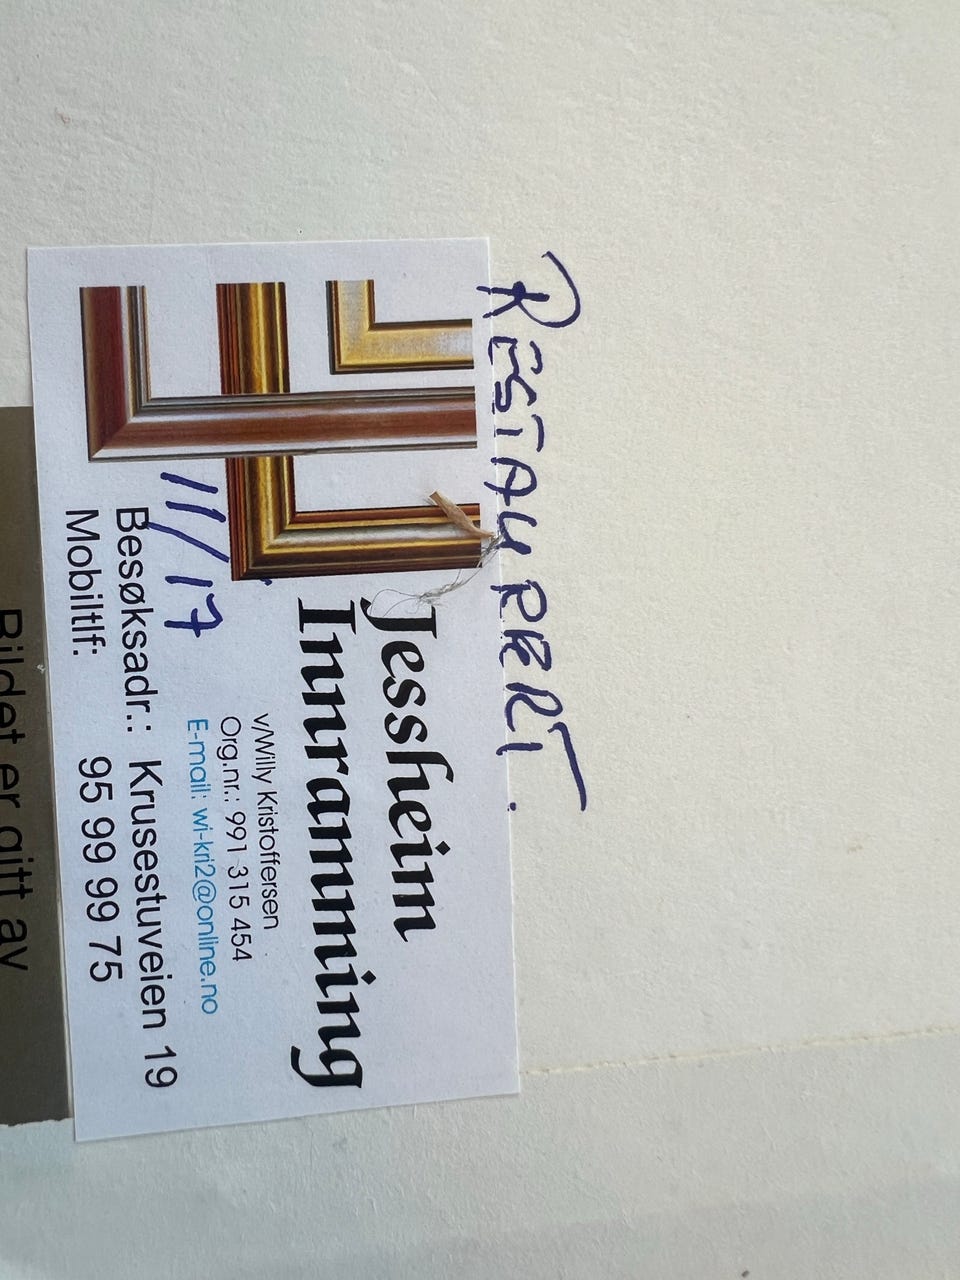 RESTAURERT.
Jessheim
Innramming
v/Willy Kristoffersen
Org.nr.: 991 315 454
E-mail: wi-kri2@online.no
11/17
Besøksadr.: Krusestuveien 19
Mobiltlf: 95 99 99 75
Bildet er gitt av